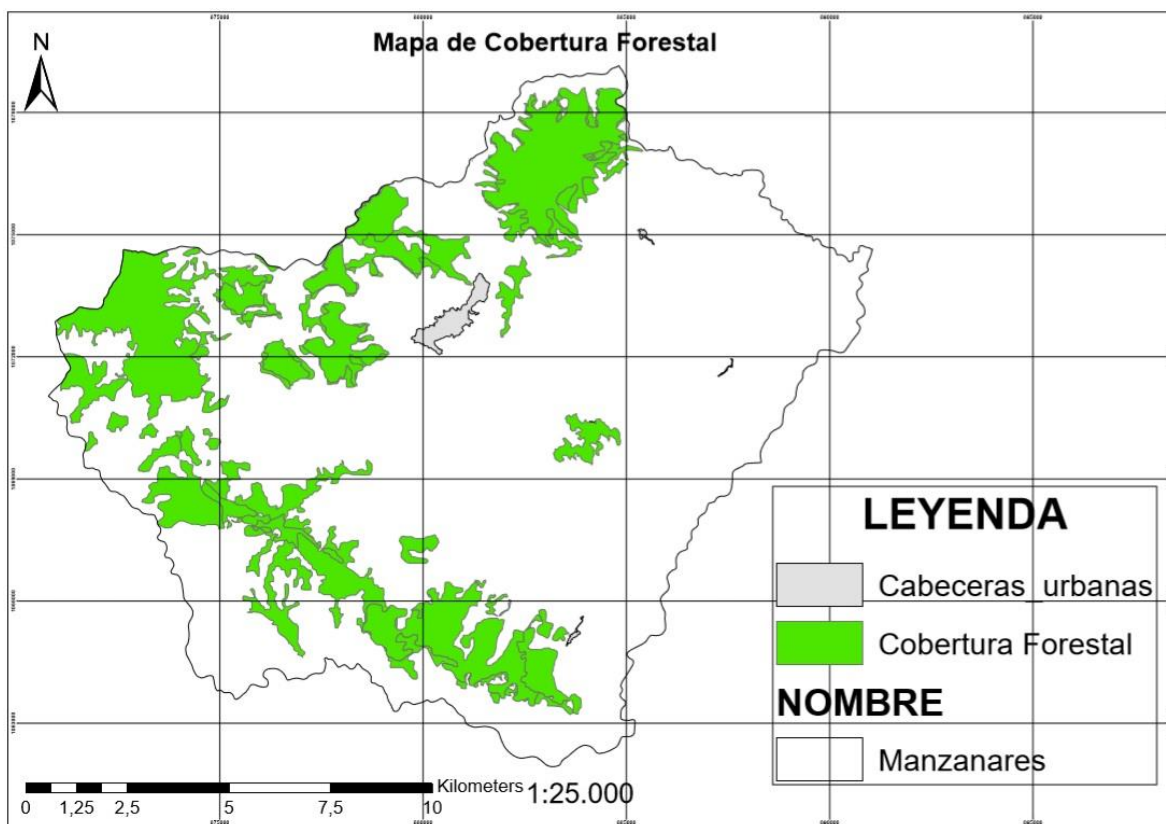 Mapa de Cobertura Forestal
N
LEYENDA
Cabeceras_urbanas
Cobertura Forestal
NOMBRE
Manzanares
Kilometers
0 1,25 2,5 5 7,5 10
1:25.000